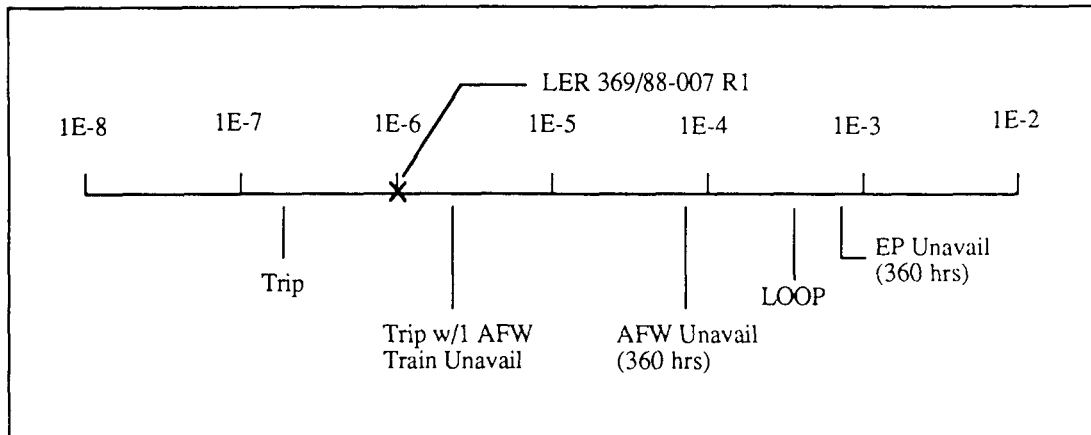 LER 369/88-007 R1
1E-8 1E-7 1E-6 1E-5 1E-4 1E-3 1E-2
EP Unavail
(360 hrs)
Trip
LOOP
Trip w/1 AFW
Train Unavail
AFW Unavail
(360 hrs)